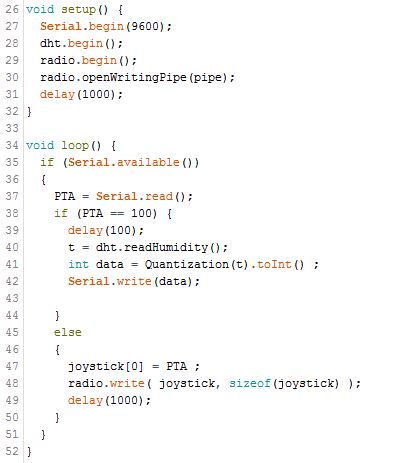 26 void setup() {
27   Serial.begin(9600);
28   dht.begin();
29   radio.begin();
30   radio.openWritingPipe(pipe);
31   delay(1000);
32 }
33
34 void loop() {
35   if (Serial.available())
36   {
37     PTA = Serial.read();
38     if (PTA == 100) {
39       delay(100);
40       t = dht.readHumidity();
41       int data = Quantization(t).toInt() ;
42       Serial.write(data);
43
44     }
45     else
46     {
47       joystick[0] = PTA ;
48       radio.write( joystick, sizeof(joystick) );
49       delay(1000);
50     }
51   }
52 }